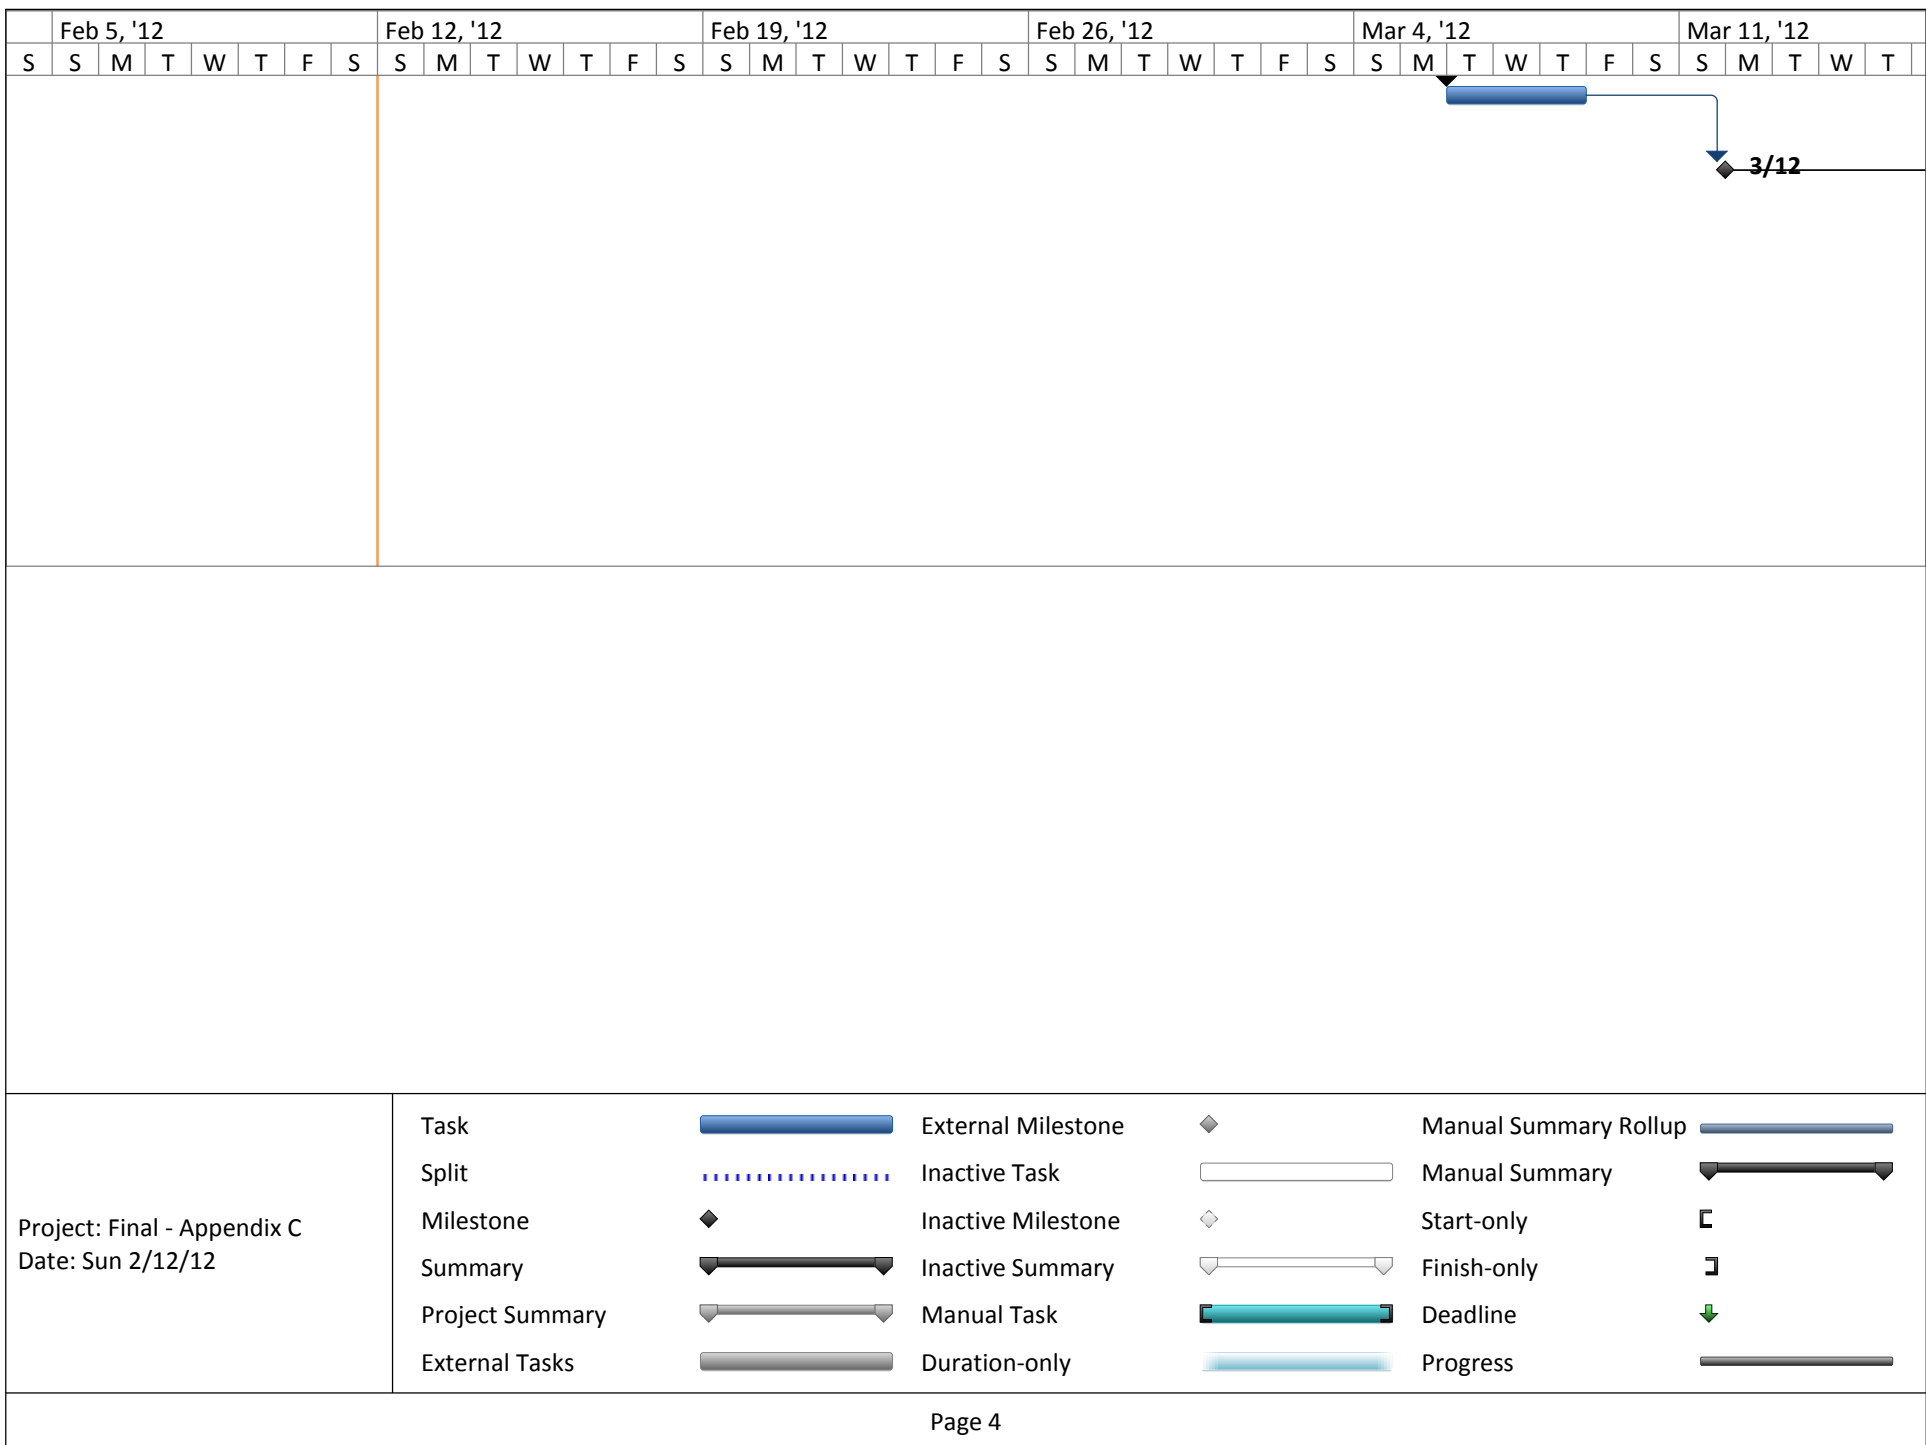 Feb 5, '12 Feb 12, '12 Feb 19, '12 Feb 26, '12 Mar 4, '12 Mar 11, '12
S S M T W T F S S M T W T F S S M T W T F S S M T W T F S S M T W T F S S M T W T
3/12
Project: Final - Appendix C
Date: Sun 2/12/12
Task
Split
Milestone
Summary
Project Summary
External Tasks
External Milestone
Inactive Task
Inactive Milestone
Inactive Summary
Manual Task
Duration-only
Manual Summary Rollup
Manual Summary
Start-only
Finish-only
Deadline
Progress
Page 4